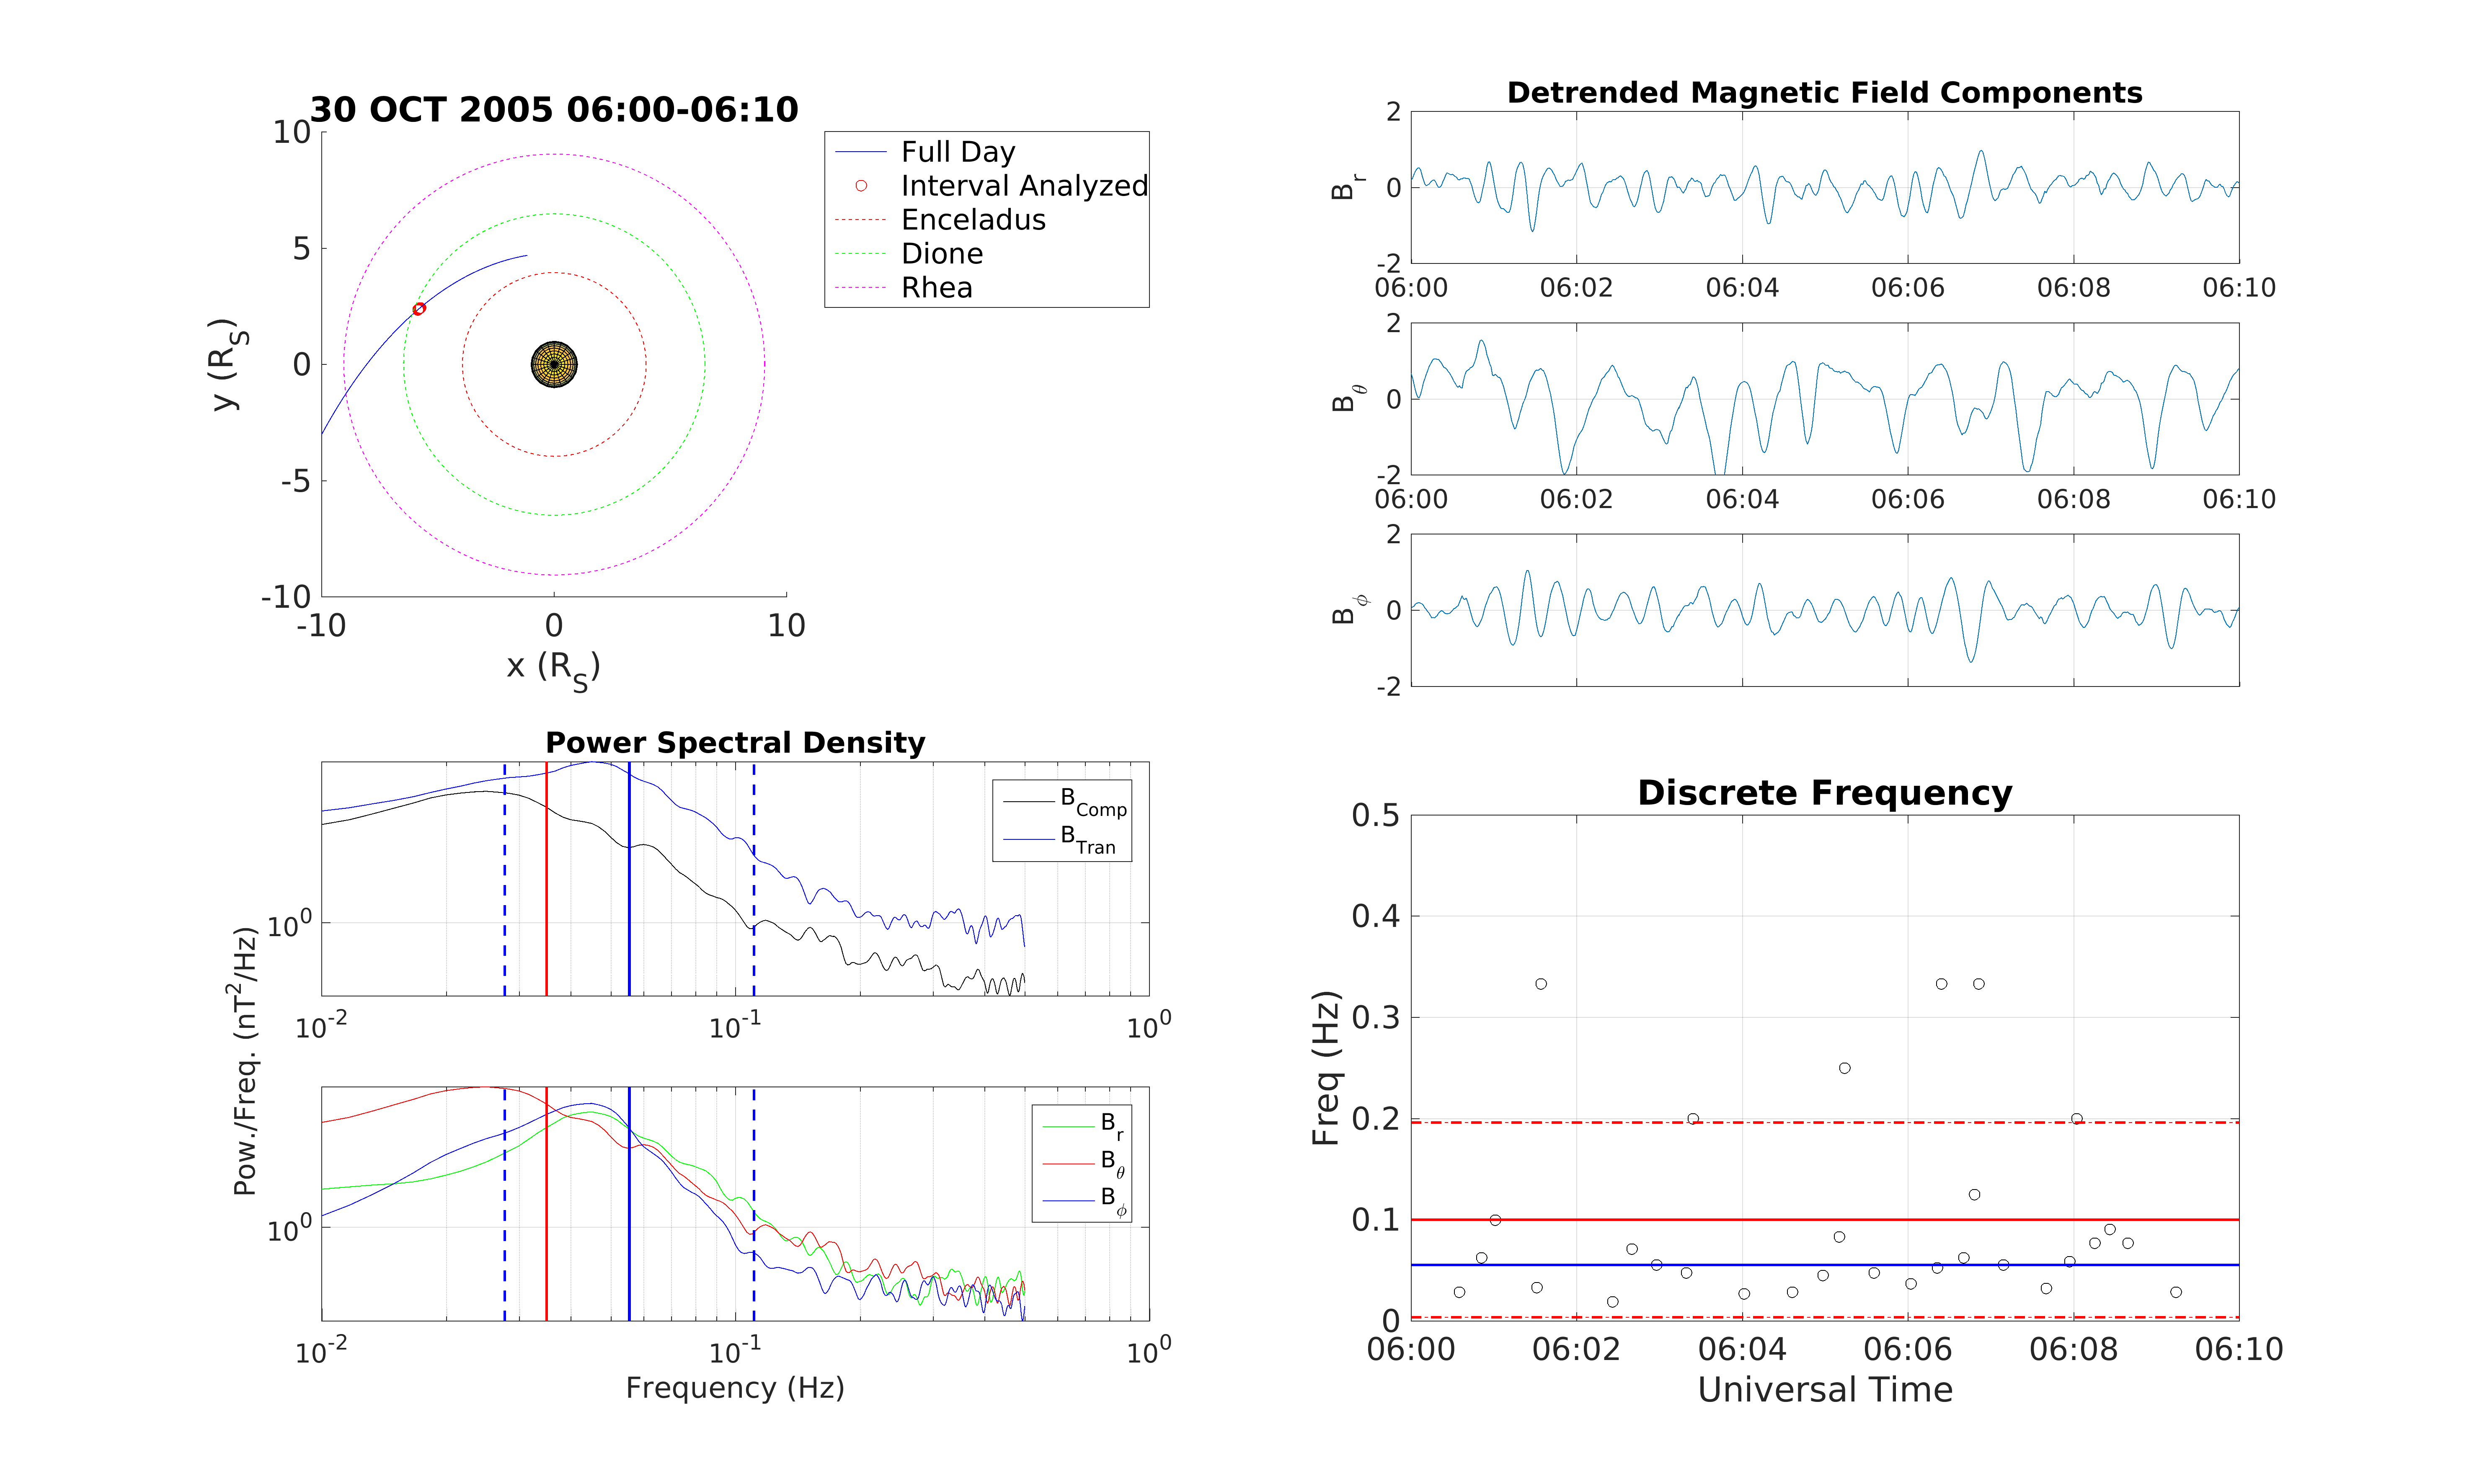 30 OCT 2005 06:00-06:10
10
5
0
-5
-10
-10 0 10
y (R_S)
x (R_S)
Full Day
Interval Analyzed
Enceladus
Dione
Rhea
Detrended Magnetic Field Components
2
0
-2
B_r
06:00 06:02 06:04 06:06 06:08 06:10
2
0
-2
B_θ
06:00 06:02 06:04 06:06 06:08 06:10
2
0
-2
B_ϕ
Power Spectral Density
10^0
10^-2 10^-1 10^0
B_Comp
B_Tran
Pow./Freq. (nT^2/Hz)
10^0
10^-2 10^-1 10^0
B_r
B_θ
B_ϕ
Frequency (Hz)
Discrete Frequency
0.5
0.4
0.3
0.2
0.1
0
Freq (Hz)
06:00 06:02 06:04 06:06 06:08 06:10
Universal Time